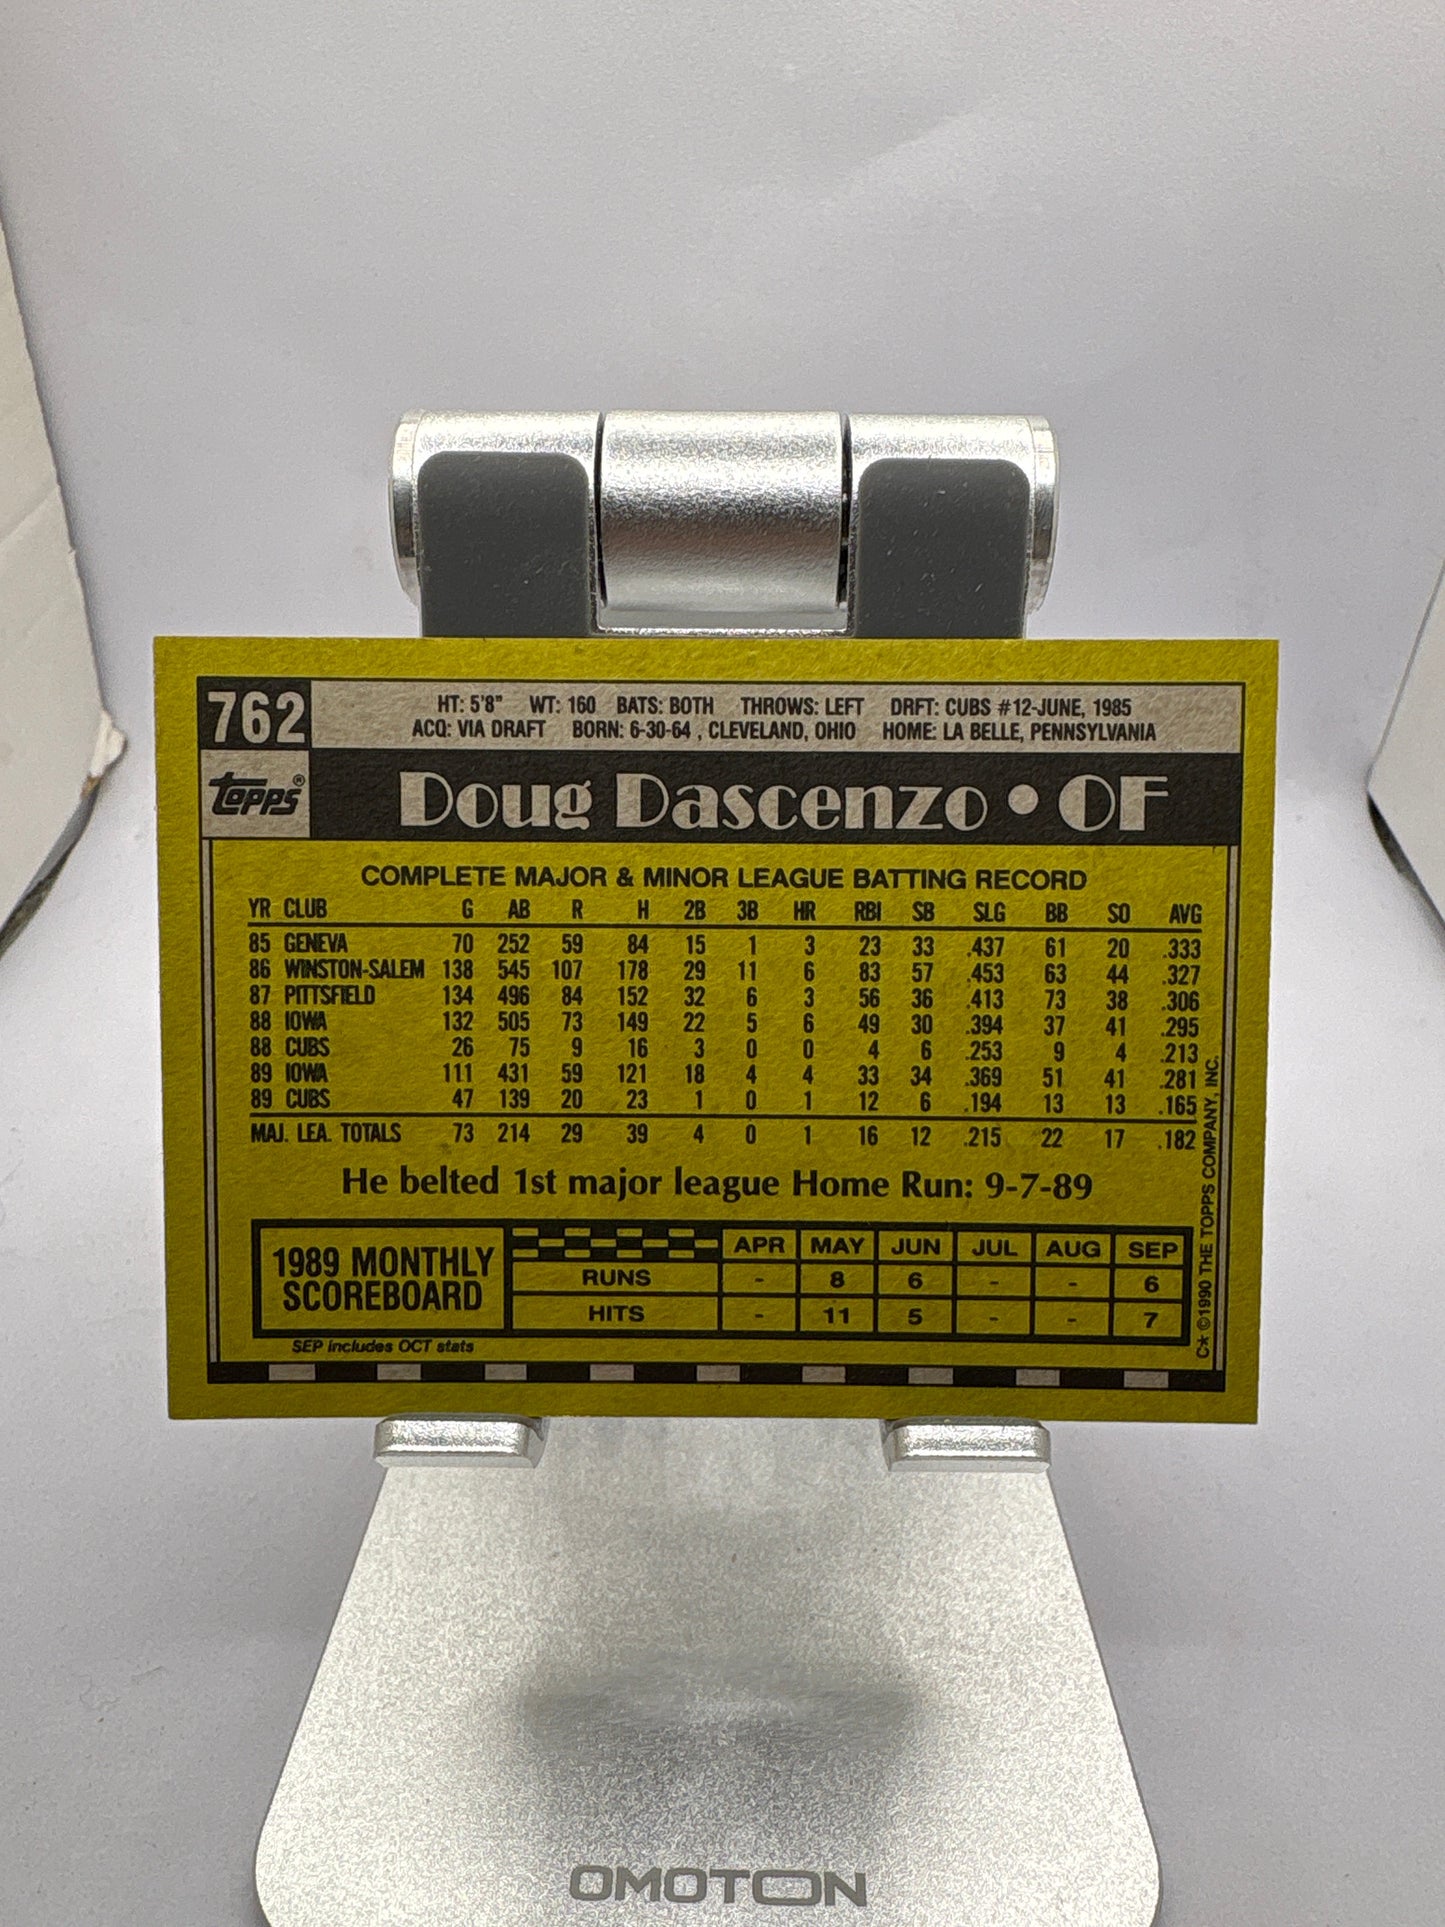 762
HT: 5'8" WT: 160 BATS: BOTH THROWS: LEFT DRFT: CUBS #12-JUNE, 1985
ACQ: VIA DRAFT BORN: 6-30-64 , CLEVELAND, OHIO HOME: LA BELLE, PENNSYLVANIA
Topps®
Doug Dascenzo • OF
COMPLETE MAJOR & MINOR LEAGUE BATTING RECORD
YR CLUB G AB R H 2B 3B HR RBI SB SLG BB SO AVG
85 GENEVA 70 252 59 84 15 1 3 23 33 .437 61 20 .333
86 WINSTON-SALEM 138 545 107 178 29 11 6 83 57 .453 63 44 .327
87 PITTSFIELD 134 496 84 152 32 6 3 56 36 .413 73 38 .306
88 IOWA 132 505 73 149 22 5 6 49 30 .394 37 41 .295
88 CUBS 26 75 9 16 3 0 0 4 6 .253 9 4 .213
89 IOWA 111 431 59 121 18 4 4 33 34 .369 51 41 .281
89 CUBS 47 139 20 23 1 0 1 12 6 .194 13 13 .165
MAJ. LEA. TOTALS 73 214 29 39 4 0 1 16 12 .215 22 17 .182
He belted 1st major league Home Run: 9-7-89
1989 MONTHLY
SCOREBOARD
APR MAY JUN JUL AUG SEP
RUNS - 8 6 - - 6
HITS - 11 5 - - 7
SEP includes OCT stats
C* ©1990 THE TOPPS COMPANY, INC.
OMOTON